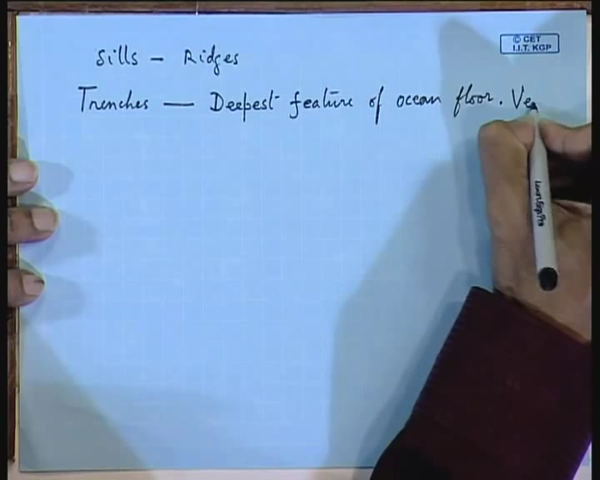 © CET
I.I.T. KGP
Sills - Ridges
Trenches — Deepest feature of ocean floor. Ve